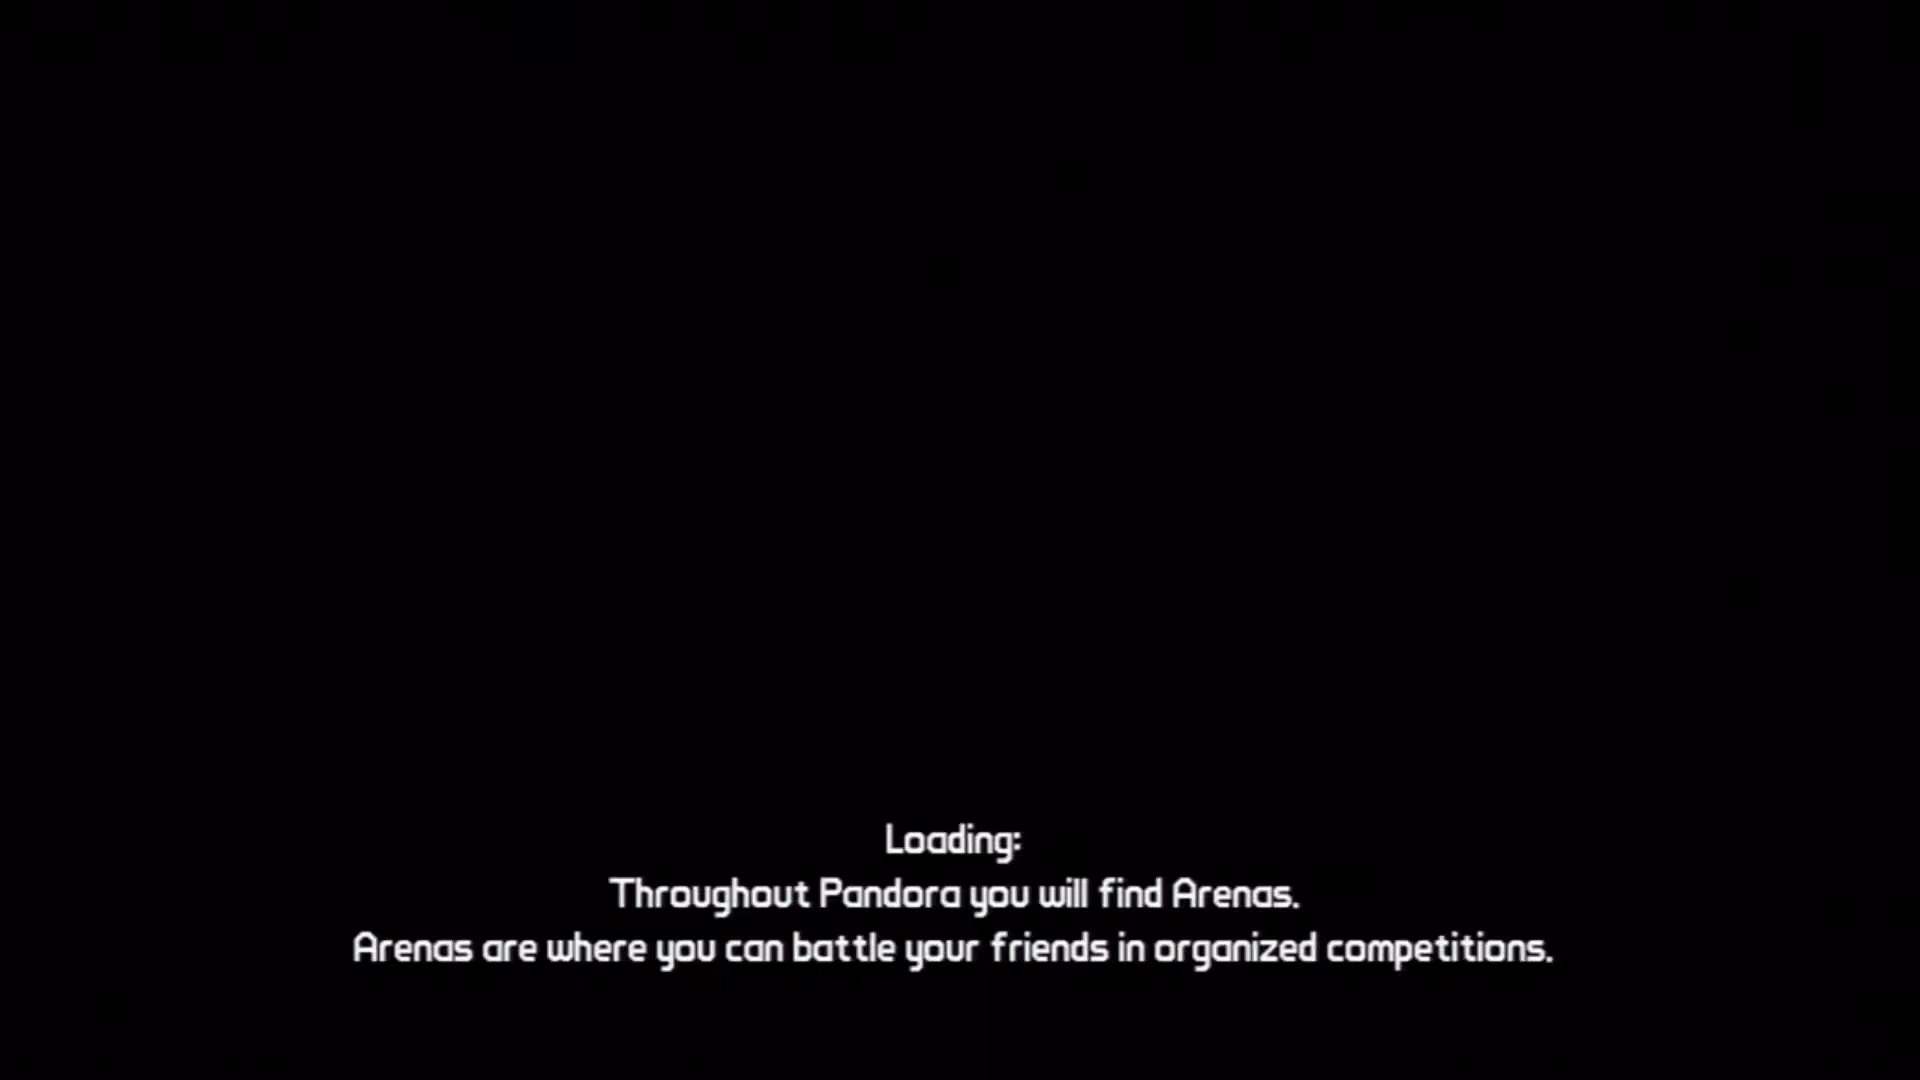 Loading:
Throughout Pandora you will find Arenas.
Arenas are where you can battle your friends in organized competitions.